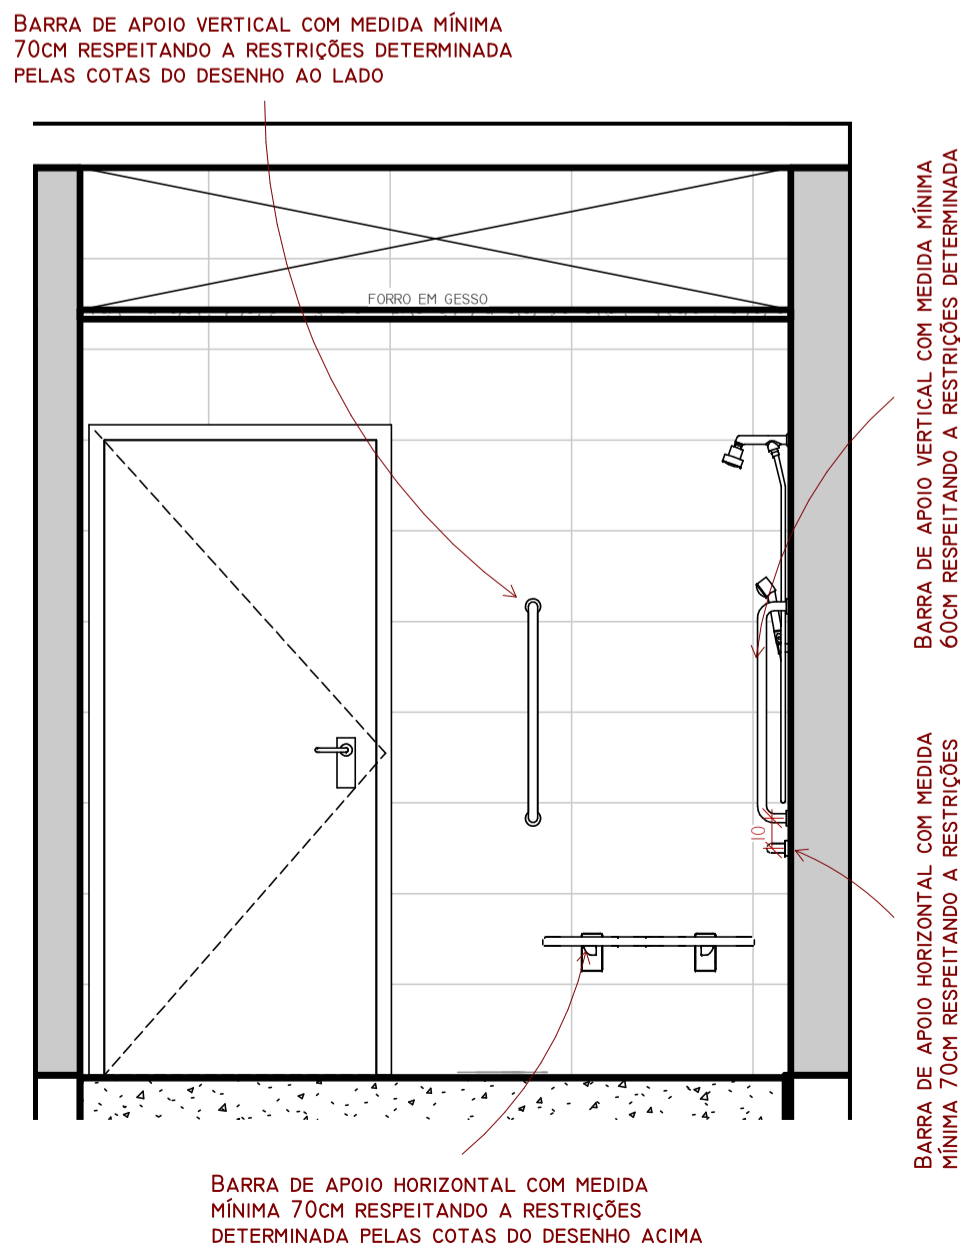 BARRA DE APOIO VERTICAL COM MEDIDA MÍNIMA
70CM RESPEITANDO A RESTRIÇÕES DETERMINADA
PELAS COTAS DO DESENHO AO LADO
FORRO EM GESSO
BARRA DE APOIO VERTICAL COM MEDIDA MÍNIMA
60CM RESPEITANDO A RESTRIÇÕES DETERMINADA
10
BARRA DE APOIO HORIZONTAL COM MEDIDA
MÍNIMA 70CM RESPEITANDO A RESTRIÇÕES
BARRA DE APOIO HORIZONTAL COM MEDIDA
MÍNIMA 70CM RESPEITANDO A RESTRIÇÕES
DETERMINADA PELAS COTAS DO DESENHO ACIMA